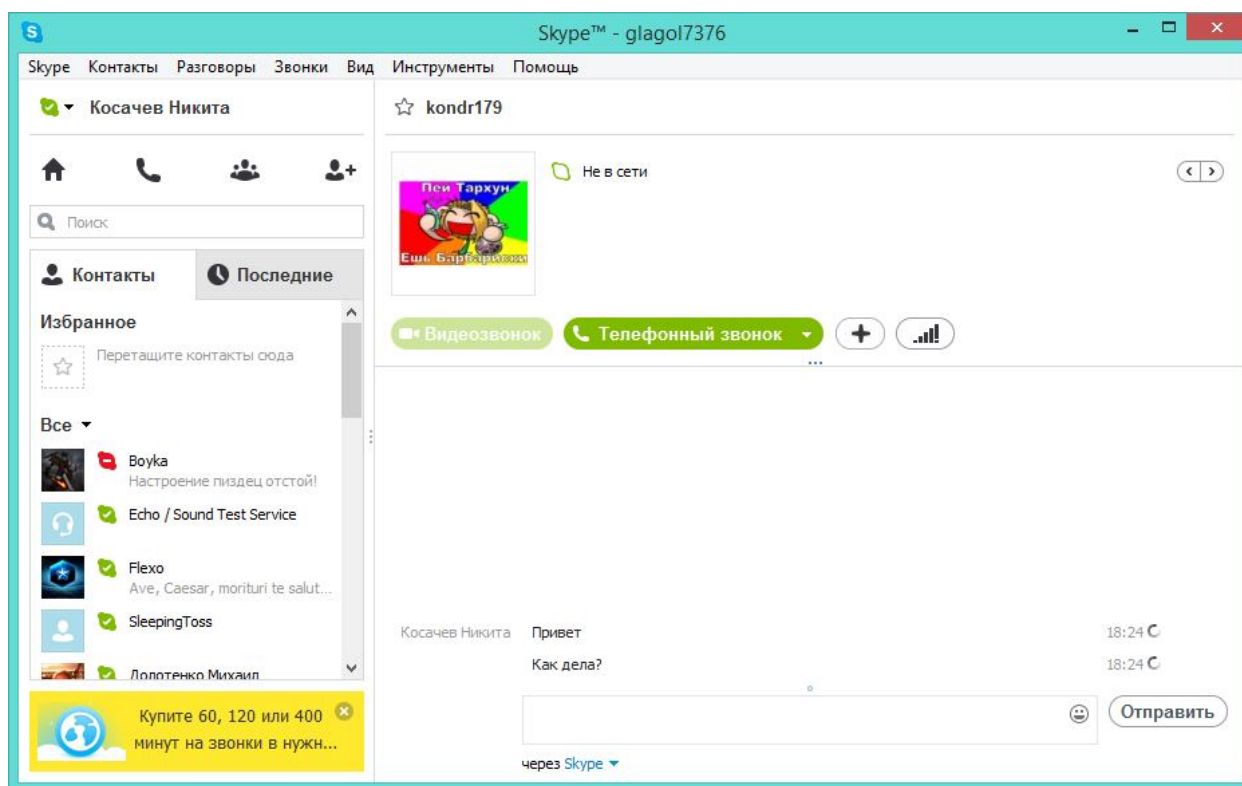 Skype™ - glagol7376
Skype Контакты Разговоры Звонки Вид Инструменты Помощь
Косачев Никита
Поиск
Контакты Последние
Избранное
Перетащите контакты сюда
Все
Boyka
Настроение пиздец отстой!
Echo / Sound Test Service
Flexo
Ave, Caesar, morituri te salut...
SleepingToss
Долотенко Михаил
Купите 60, 120 или 400
минут на звонки в нужн...
kondr179
Пей Тархун
Ешь Барбариски
Не в сети
Видеозвонок Телефонный звонок
Косачев Никита Привет 18:24
Как дела? 18:24
Отправить
через Skype